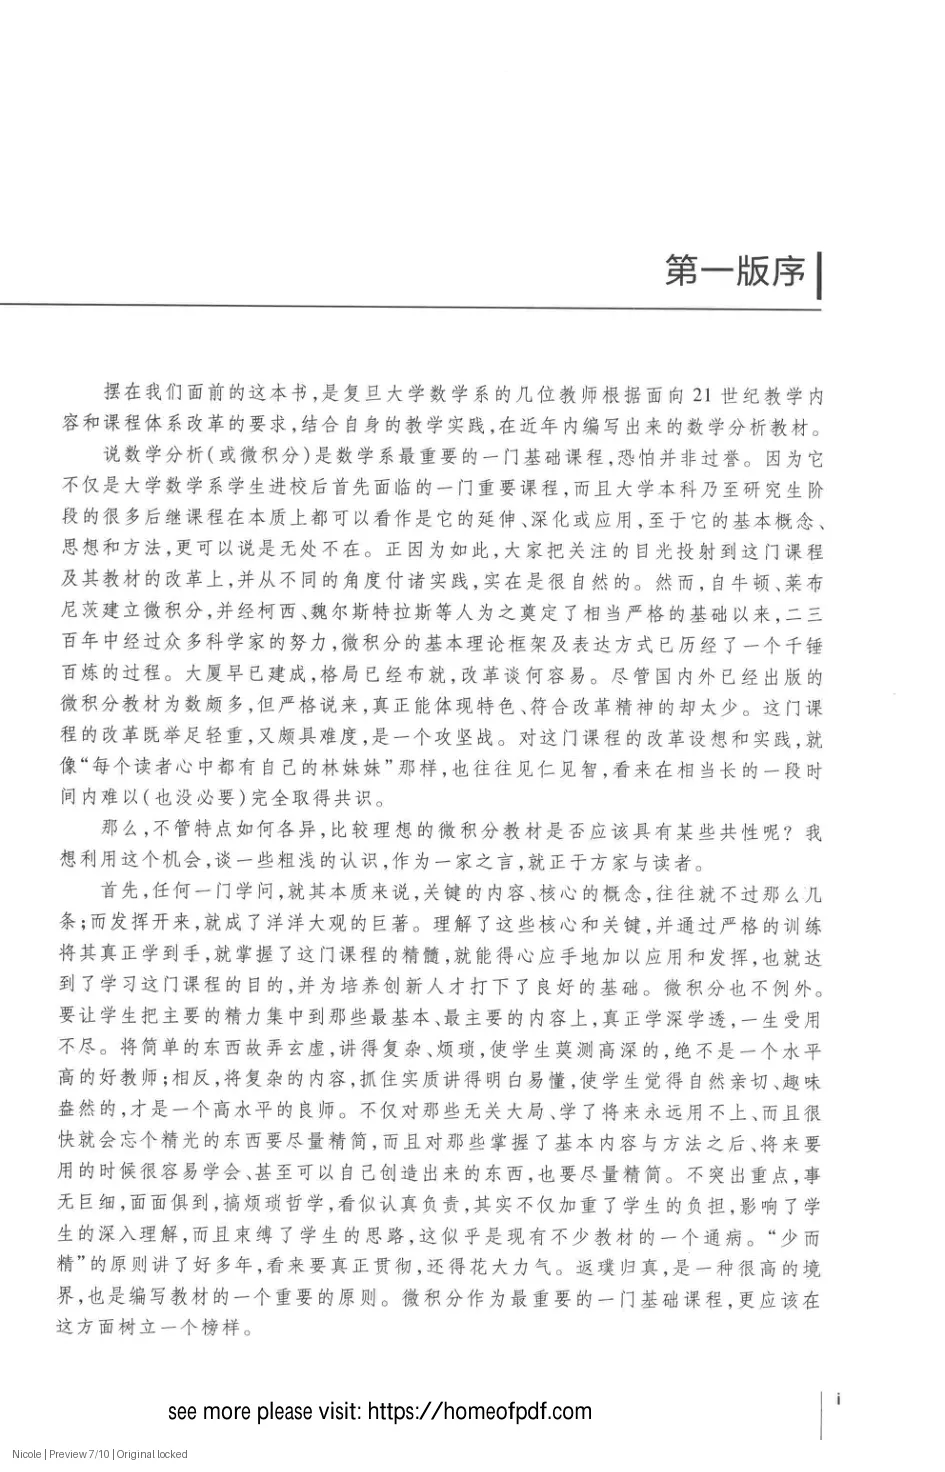 第一版序
摆在我们面前的这本书,是复旦大学数学系的几位教师根据面向 21 世纪教学内
容和课程体系改革的要求,结合自身的教学实践,在近年内编写出来的数学分析教材。
说数学分析(或微积分)是数学系最重要的一门基础课程,恐怕并非过誉。因为它
不仅是大学数学系学生进校后首先面临的一门重要课程,而且大学本科乃至研究生阶
段的很多后继课程在本质上都可以看作是它的延伸、深化或应用,至于它的基本概念、
思想和方法,更可以说是无处不在。正因为如此,大家把关注的目光投射到这门课程
及其教材的改革上,并从不同的角度付诸实践,实在是很自然的。然而,自牛顿、莱布
尼茨建立微积分,并经柯西、魏尔斯特拉斯等人为之奠定了相当严格的基础以来,二三
百年中经过众多科学家的努力,微积分的基本理论框架及表达方式已历经了一个千锤
百炼的过程。大厦早已建成,格局已经布就,改革谈何容易。尽管国内外已经出版的
微积分教材为数颇多,但严格说来,真正能体现特色、符合改革精神的却太少。这门课
程的改革既举足轻重,又颇具难度,是一个攻坚战。对这门课程的改革设想和实践,就
像“每个读者心中都有自己的林妹妹”那样,也往往见仁见智,看来在相当长的一段时
间内难以(也没必要)完全取得共识。
那么,不管特点如何各异,比较理想的微积分教材是否应该具有某些共性呢? 我
想利用这个机会,谈一些粗浅的认识,作为一家之言,就正于方家与读者。
首先,任何一门学问,就其本质来说,关键的内容、核心的概念,往往就不过那么几
条;而发挥开来,就成了洋洋大观的巨著。理解了这些核心和关键,并通过严格的训练
将其真正学到手,就掌握了这门课程的精髓,就能得心应手地加以应用和发挥,也就达
到了学习这门课程的目的,并为培养创新人才打下了良好的基础。微积分也不例外。
要让学生把主要的精力集中到那些最基本、最主要的内容上,真正学深学透,一生受用
不尽。将简单的东西故弄玄虚,讲得复杂、烦琐,使学生莫测高深的,绝不是一个水平
高的好教师;相反,将复杂的内容,抓住实质讲得明白易懂,使学生觉得自然亲切、趣味
盎然的,才是一个高水平的良师。不仅对那些无关大局、学了将来永远用不上、而且很
快就会忘个精光的东西要尽量精简,而且对那些掌握了基本内容与方法之后、将来要
用的时候很容易学会、甚至可以自己创造出来的东西,也要尽量精简。不突出重点,事
无巨细,面面俱到,搞烦琐哲学,看似认真负责,其实不仅加重了学生的负担,影响了学
生的深入理解,而且束缚了学生的思路,这似乎是现有不少教材的一个通病。“少而
精”的原则讲了好多年,看来要真正贯彻,还得花大力气。返璞归真,是一种很高的境
界,也是编写教材的一个重要的原则。微积分作为最重要的一门基础课程,更应该在
这方面树立一个榜样。
i
see more please visit: https://homeofpdf.com
Nicole | Preview 7/10 | Original locked